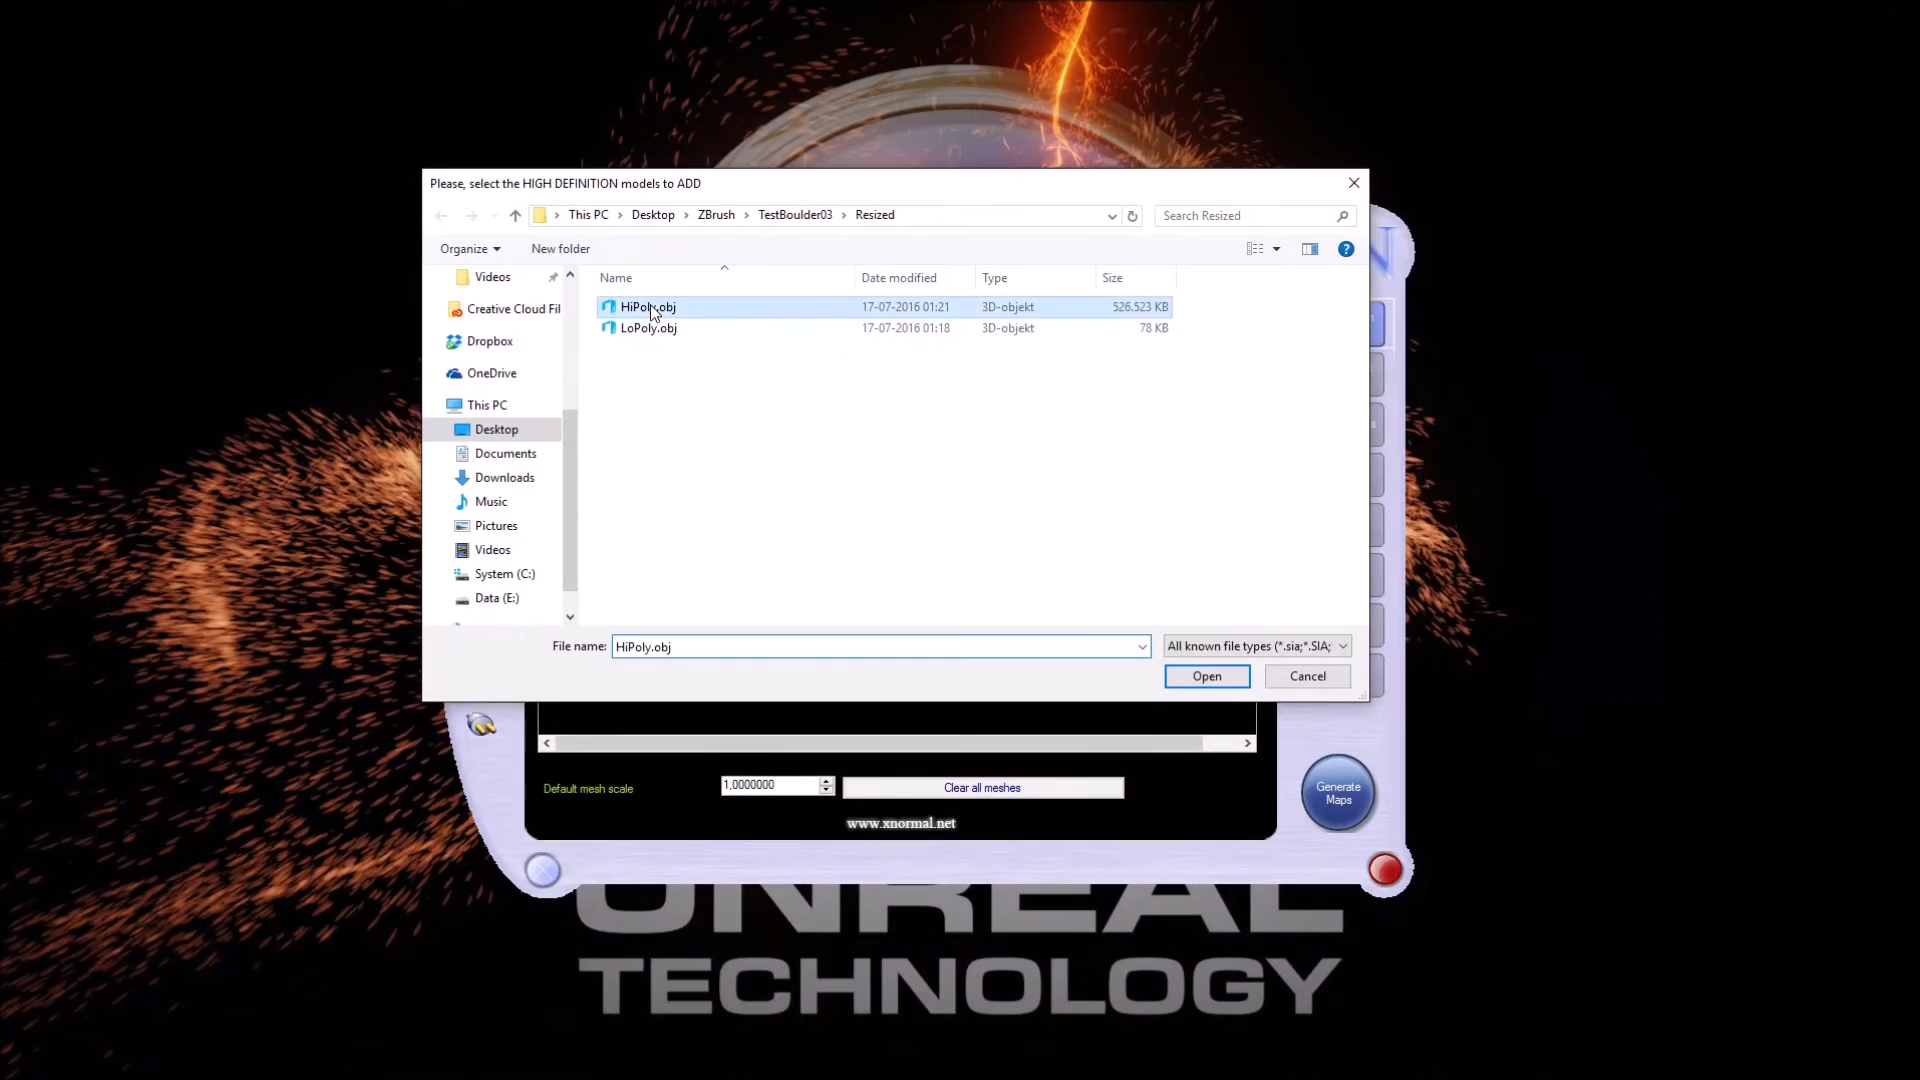 Please, select the HIGH DEFINITION models to ADD
This PC > Desktop > ZBrush > TestBoulder03 > Resized
Search Resized
Organize
New folder
Name
Date modified
Type
Size
Videos
Creative Cloud Fil
Dropbox
OneDrive
This PC
Desktop
Documents
Downloads
Music
Pictures
Videos
System (C:)
Data (E:)
HiPoly.obj 17-07-2016 01:21 3D-objekt 526.523 KB
LoPoly.obj 17-07-2016 01:18 3D-objekt 78 KB
File name: HiPoly.obj
All known file types (*.sia;*.SIA;
Open
Cancel
Default mesh scale
1,0000000
Clear all meshes
Generate
Maps
www.xnormal.net
UNREAL
TECHNOLOGY